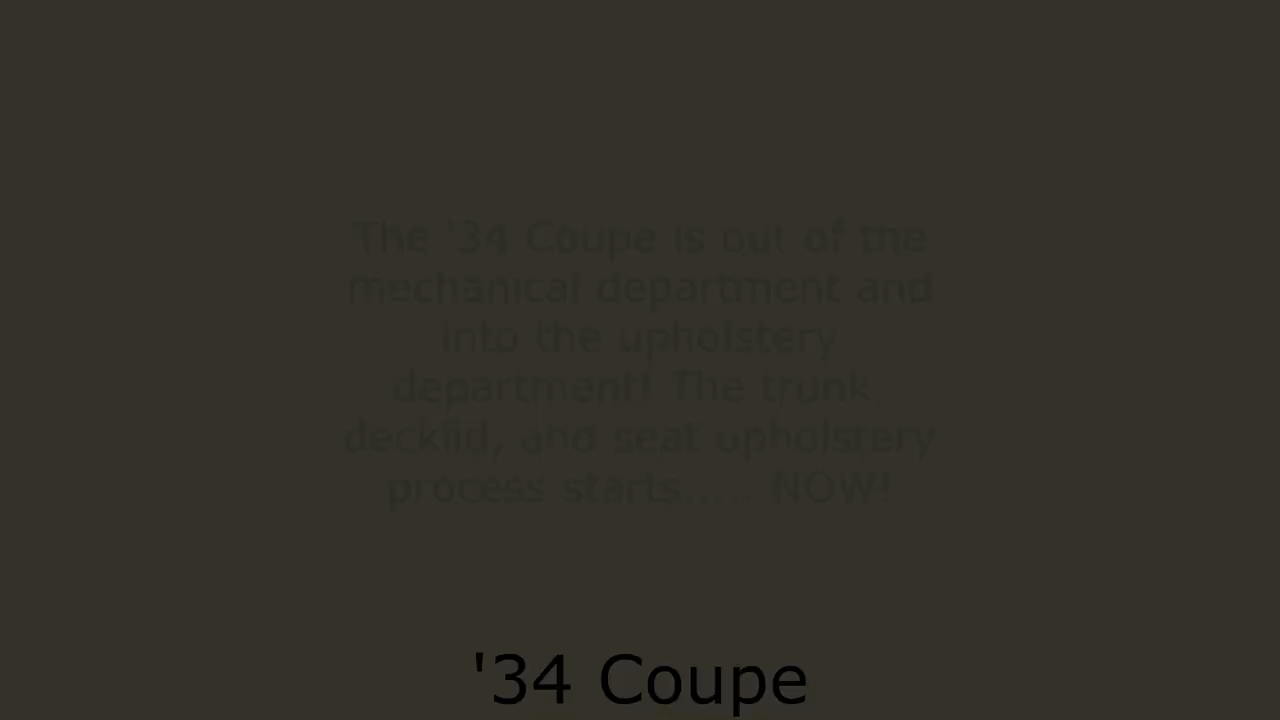 The '34 Coupe is out of the
mechanical department and
into the upholstery
department! The trunk,
decklid, and seat upholstery
process starts..... NOW!
'34 Coupe